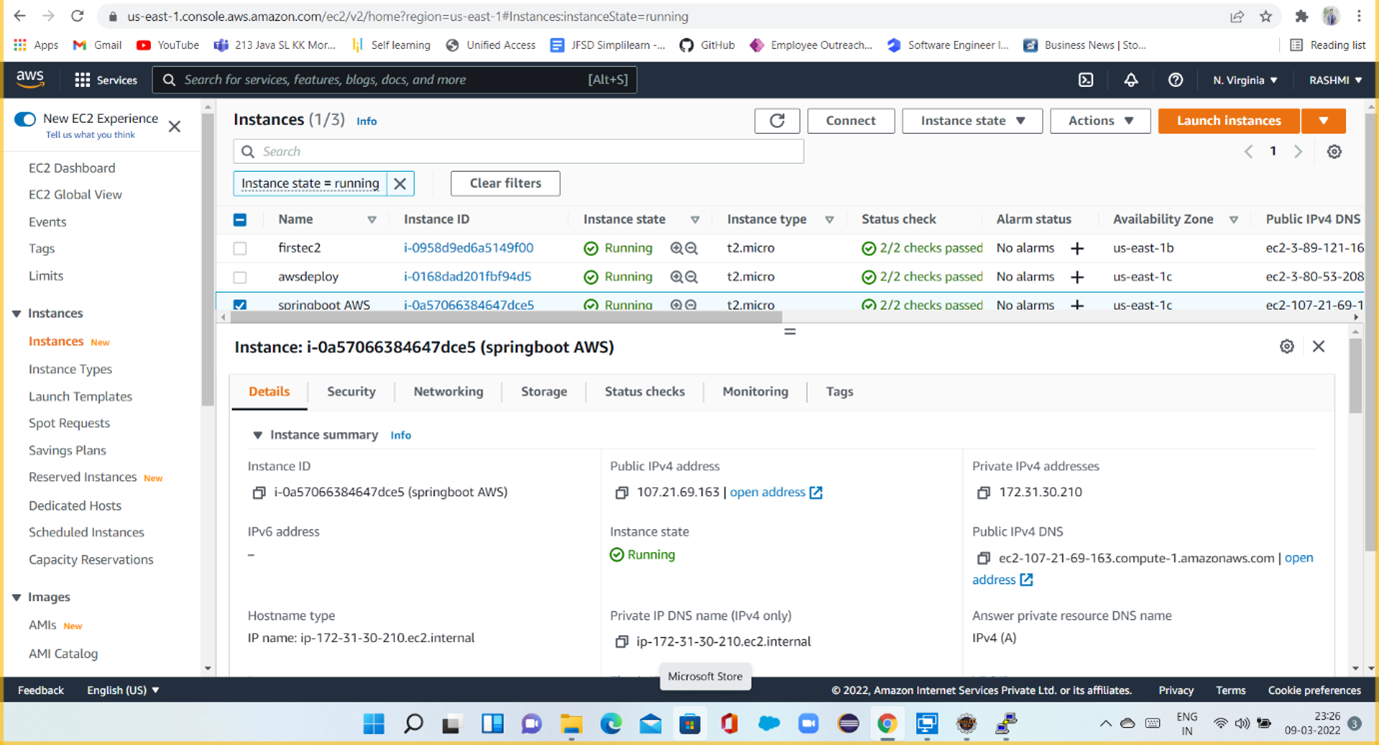 us-east-1.console.aws.amazon.com/ec2/v2/home?region=us-east-1#Instances:instanceState=running
Apps Gmail YouTube 213 Java SL KK Mor... Self learning Unified Access JFSD Simplilearn -... GitHub Employee Outreach... Software Engineer I... Business News | Sto... Reading list
aws Services Search for services, features, blogs, docs, and more [Alt+S] N. Virginia RASHMI
New EC2 Experience
Tell us what you think
EC2 Dashboard
EC2 Global View
Events
Tags
Limits
Instances
Instances New
Instance Types
Launch Templates
Spot Requests
Savings Plans
Reserved Instances New
Dedicated Hosts
Scheduled Instances
Capacity Reservations
Images
AMIs New
AMI Catalog
Instances (1/3) Info Connect Instance state Actions Launch instances
Search 1
Instance state = running Clear filters
Name Instance ID Instance state Instance type Status check Alarm status Availability Zone Public IPv4 DNS
firstec2 i-0958d9ed6a5149f00 Running t2.micro 2/2 checks passed No alarms us-east-1b ec2-3-89-121-16
awsdeploy i-0168dad201fbf94d5 Running t2.micro 2/2 checks passed No alarms us-east-1c ec2-3-80-53-208
springboot AWS i-0a57066384647dce5 Running t2.micro 2/2 checks passed No alarms us-east-1c ec2-107-21-69-1
Instance: i-0a57066384647dce5 (springboot AWS)
Details Security Networking Storage Status checks Monitoring Tags
Instance summary Info
Instance ID Public IPv4 address Private IPv4 addresses
i-0a57066384647dce5 (springboot AWS) 107.21.69.163 | open address 172.31.30.210
IPv6 address Instance state Public IPv4 DNS
– Running ec2-107-21-69-163.compute-1.amazonaws.com | open
address
Hostname type Private IP DNS name (IPv4 only) Answer private resource DNS name
IP name: ip-172-31-30-210.ec2.internal ip-172-31-30-210.ec2.internal IPv4 (A)
Microsoft Store
Feedback English (US) © 2022, Amazon Internet Services Private Ltd. or its affiliates. Privacy Terms Cookie preferences
ENG 23:26
IN 09-03-2022 3